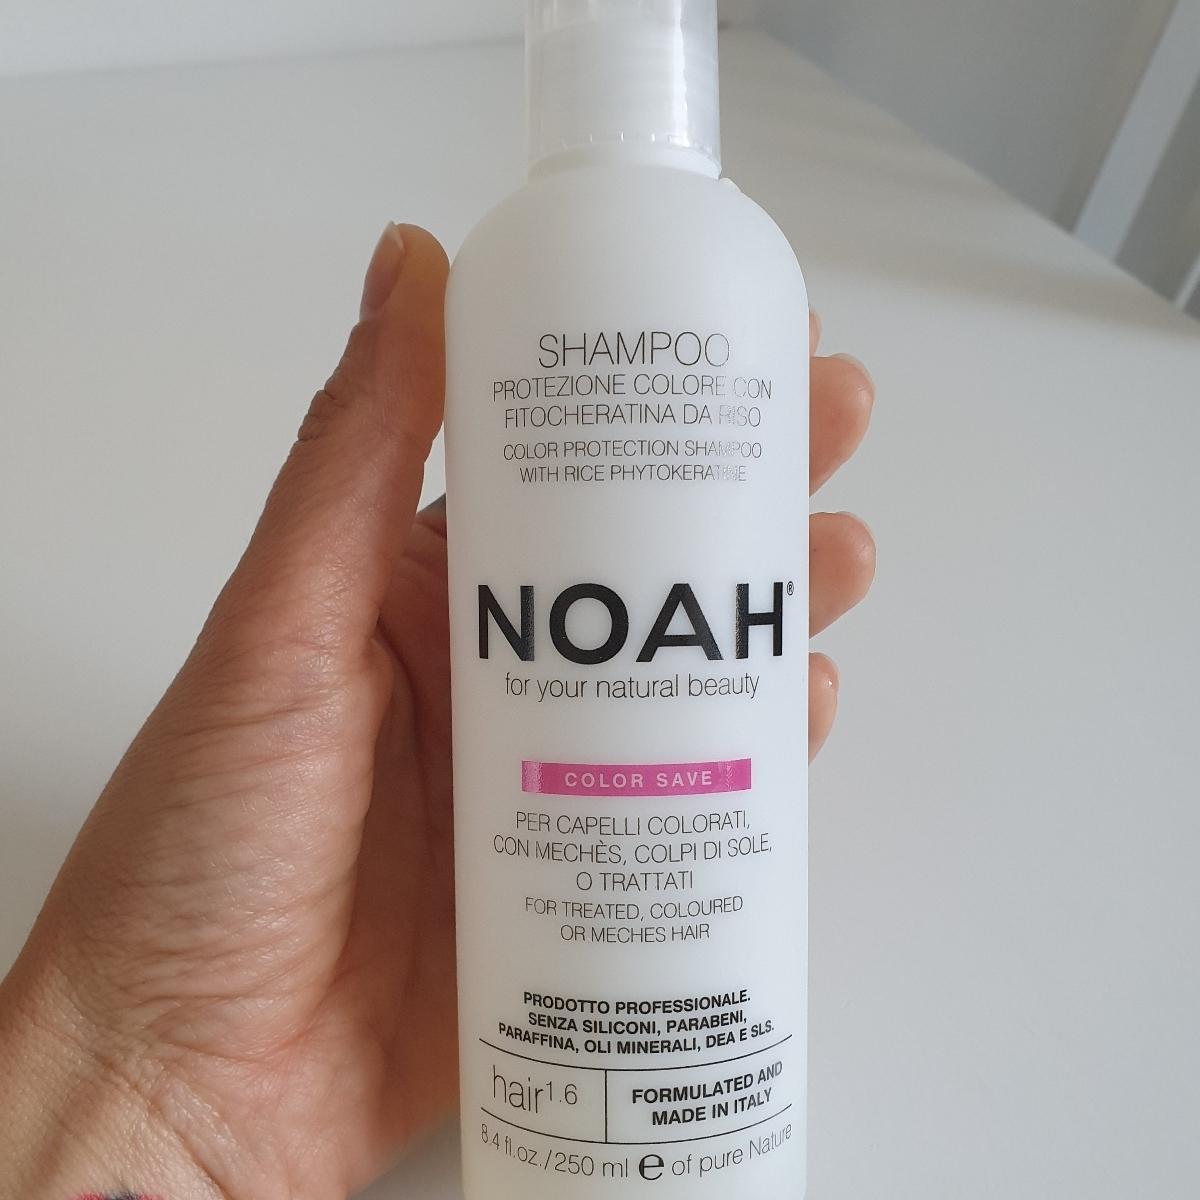 SHAMPOO
PROTEZIONE COLORE CON
FITOCHERATINA DA RISO
COLOR PROTECTION SHAMPOO
WITH RICE PHYTOKERATINE
NOAH®
for your natural beauty
COLOR SAVE
PER CAPELLI COLORATI,
CON MECHÈS, COLPI DI SOLE,
O TRATTATI
FOR TREATED, COLOURED
OR MECHES HAIR
PRODOTTO PROFESSIONALE.
SENZA SILICONI, PARABENI,
PARAFFINA, OLI MINERALI, DEA E SLS.
hair1.6
FORMULATED AND
MADE IN ITALY
8.4 fl.oz./250 ml e of pure Nature